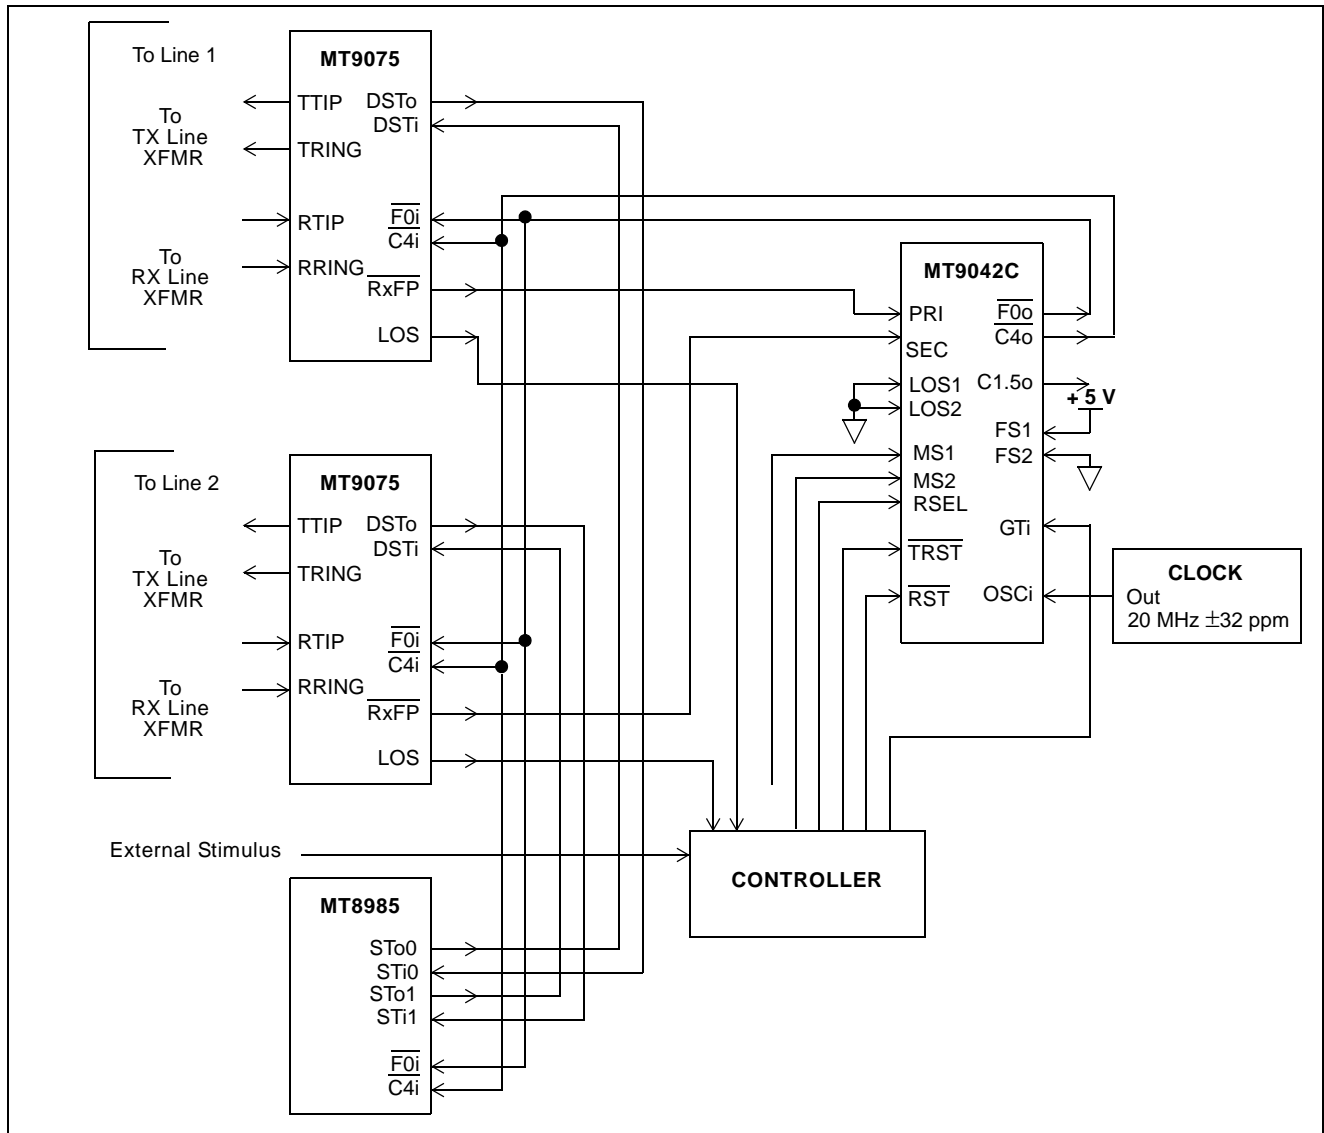 To Line 1
To
TX Line
XFMR
To
RX Line
XFMR
MT9075
TTIP
TRING
RTIP
RRING
DSTo
DSTi
F0i
C4i
RxFP
LOS
MT9042C
PRI
SEC
LOS1
LOS2
MS1
MS2
RSEL
TRST
RST
F0o
C4o
C1.5o
+ 5 V
FS1
FS2
GTi
OSCi
CLOCK
Out
20 MHz ±32 ppm
To Line 2
To
TX Line
XFMR
To
RX Line
XFMR
MT9075
TTIP
TRING
RTIP
RRING
DSTo
DSTi
F0i
C4i
RxFP
LOS
External Stimulus
CONTROLLER
MT8985
STo0
STi0
STo1
STi1
F0i
C4i